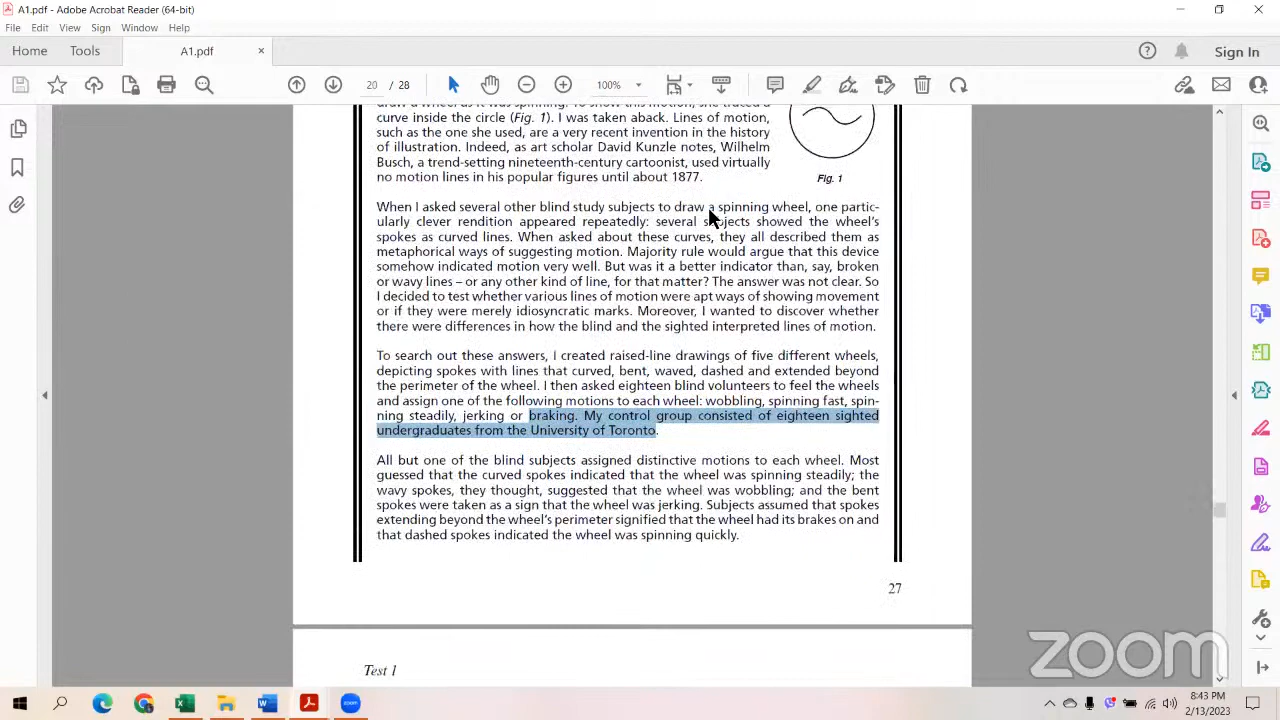 A1.pdf - Adobe Acrobat Reader (64-bit)
File Edit View Sign Window Help
Home Tools A1.pdf × Sign In
20 / 28 100%
draw a wheel as it was spinning. To show this motion, she traced a
curve inside the circle (Fig. 1). I was taken aback. Lines of motion,
such as the one she used, are a very recent invention in the history
of illustration. Indeed, as art scholar David Kunzle notes, Wilhelm
Busch, a trend-setting nineteenth-century cartoonist, used virtually
no motion lines in his popular figures until about 1877.
Fig. 1
When I asked several other blind study subjects to draw a spinning wheel, one partic-
ularly clever rendition appeared repeatedly: several subjects showed the wheel's
spokes as curved lines. When asked about these curves, they all described them as
metaphorical ways of suggesting motion. Majority rule would argue that this device
somehow indicated motion very well. But was it a better indicator than, say, broken
or wavy lines – or any other kind of line, for that matter? The answer was not clear. So
I decided to test whether various lines of motion were apt ways of showing movement
or if they were merely idiosyncratic marks. Moreover, I wanted to discover whether
there were differences in how the blind and the sighted interpreted lines of motion.
To search out these answers, I created raised-line drawings of five different wheels,
depicting spokes with lines that curved, bent, waved, dashed and extended beyond
the perimeter of the wheel. I then asked eighteen blind volunteers to feel the wheels
and assign one of the following motions to each wheel: wobbling, spinning fast, spin-
ning steadily, jerking or braking. My control group consisted of eighteen sighted
undergraduates from the University of Toronto.
All but one of the blind subjects assigned distinctive motions to each wheel. Most
guessed that the curved spokes indicated that the wheel was spinning steadily; the
wavy spokes, they thought, suggested that the wheel was wobbling; and the bent
spokes were taken as a sign that the wheel was jerking. Subjects assumed that spokes
extending beyond the wheel's perimeter signified that the wheel had its brakes on and
that dashed spokes indicated the wheel was spinning quickly.
27
Test 1
zoom
8:43 PM
2/13/2023